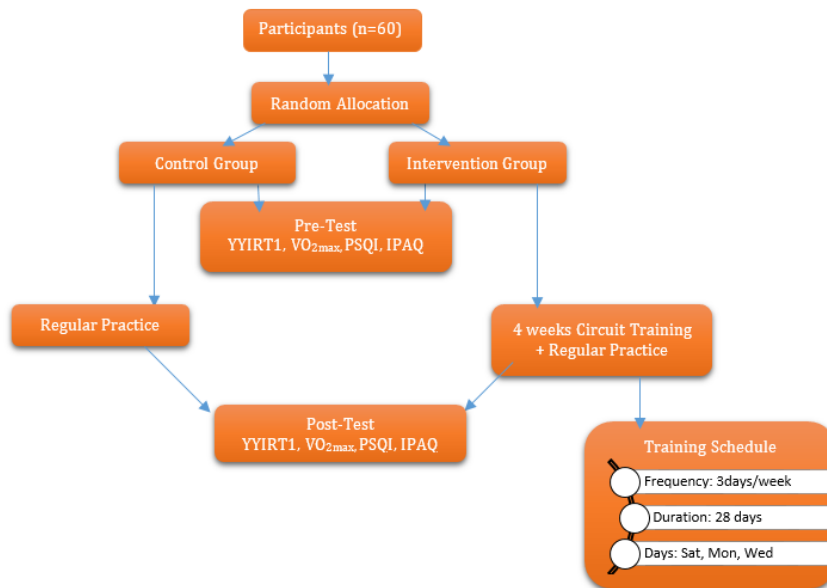 Participants (n=60)
Random Allocation
Control Group
Intervention Group
Pre-Test
YYIRT1, VO2max, PSQI, IPAQ
Regular Practice
4 weeks Circuit Training
+ Regular Practice
Post-Test
YYIRT1, VO2max, PSQI, IPAQ
Training Schedule
Frequency: 3days/week
Duration: 28 days
Days: Sat, Mon, Wed